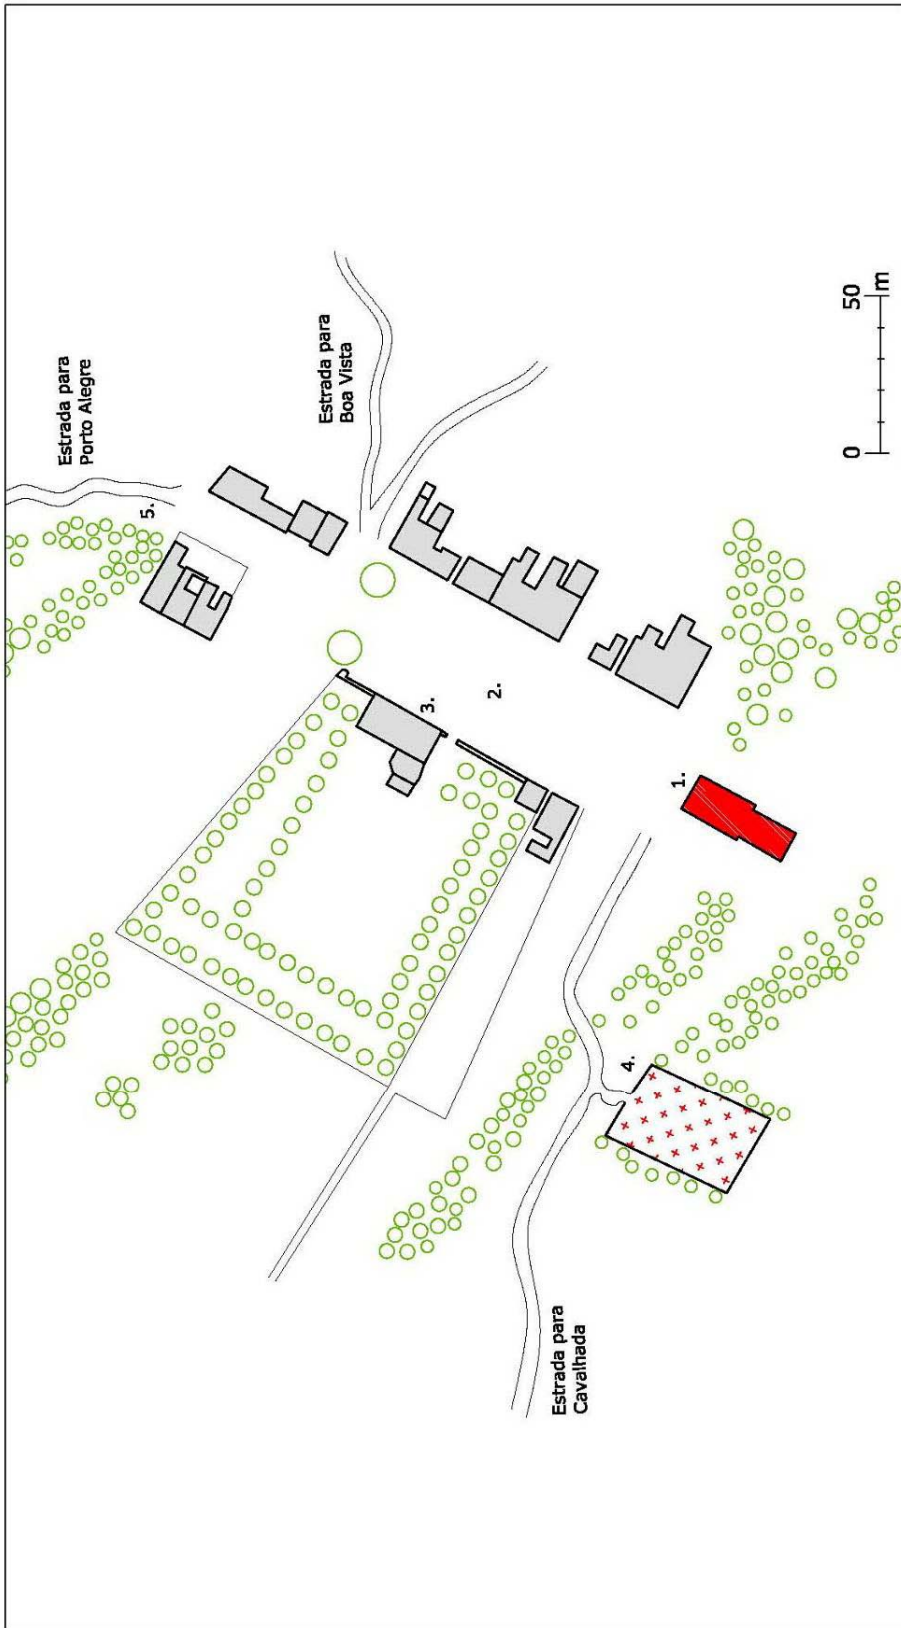 Estrada para
Porto Alegre
5.
Estrada para
Boa Vista
3.
2.
1.
4.
Estrada para
Cavalhada
0 50
m